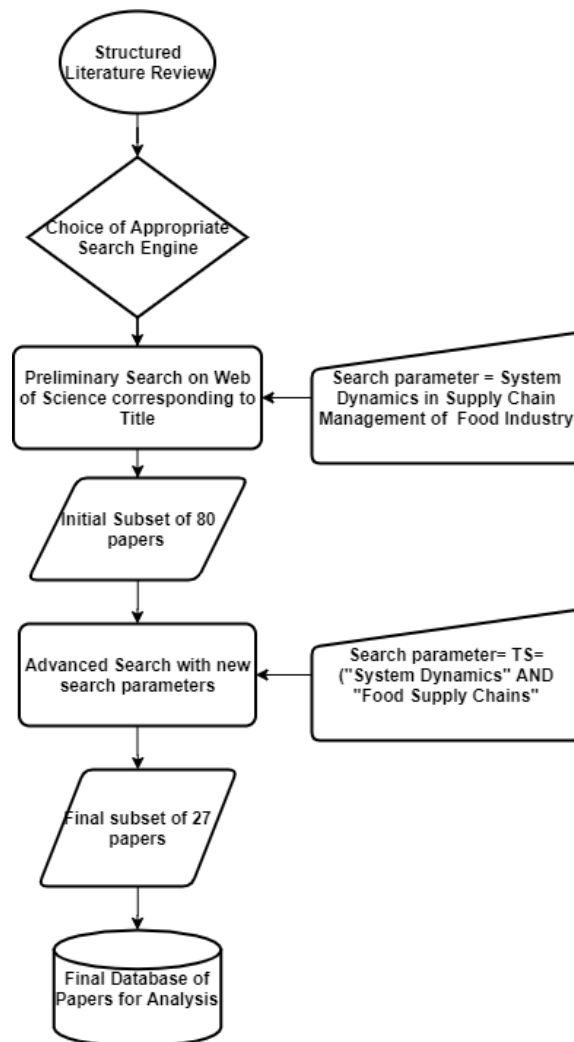 Structured
Literature Review
Choice of Appropriate
Search Engine
Preliminary Search on Web
of Science corresponding to
Title
Search parameter = System
Dynamics in Supply Chain
Management of Food Industry
Initial Subset of 80
papers
Advanced Search with new
search parameters
Search parameter= TS=
("System Dynamics" AND
"Food Supply Chains"
Final subset of 27
papers
Final Database of
Papers for Analysis